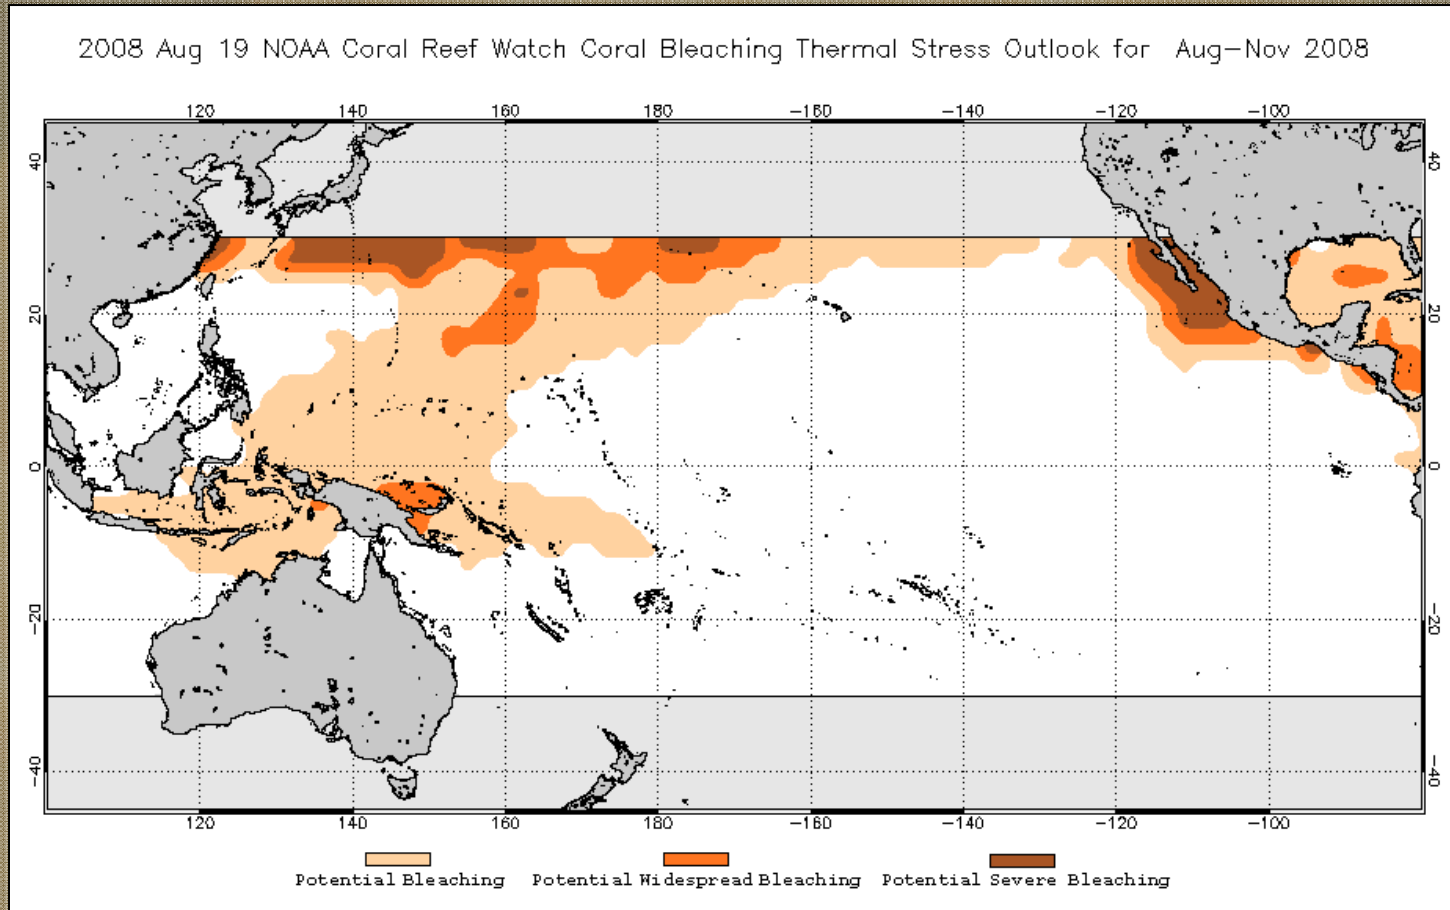 2008 Aug 19 NOAA Coral Reef Watch Coral Bleaching Thermal Stress Outlook for Aug-Nov 2008
120 140 160 180 -160 -140 -120 -100
40 40
20 20
0 0
-20 -20
-40 -40
120 140 160 180 -160 -140 -120 -100
Potential Bleaching Potential Widespread Bleaching Potential Severe Bleaching